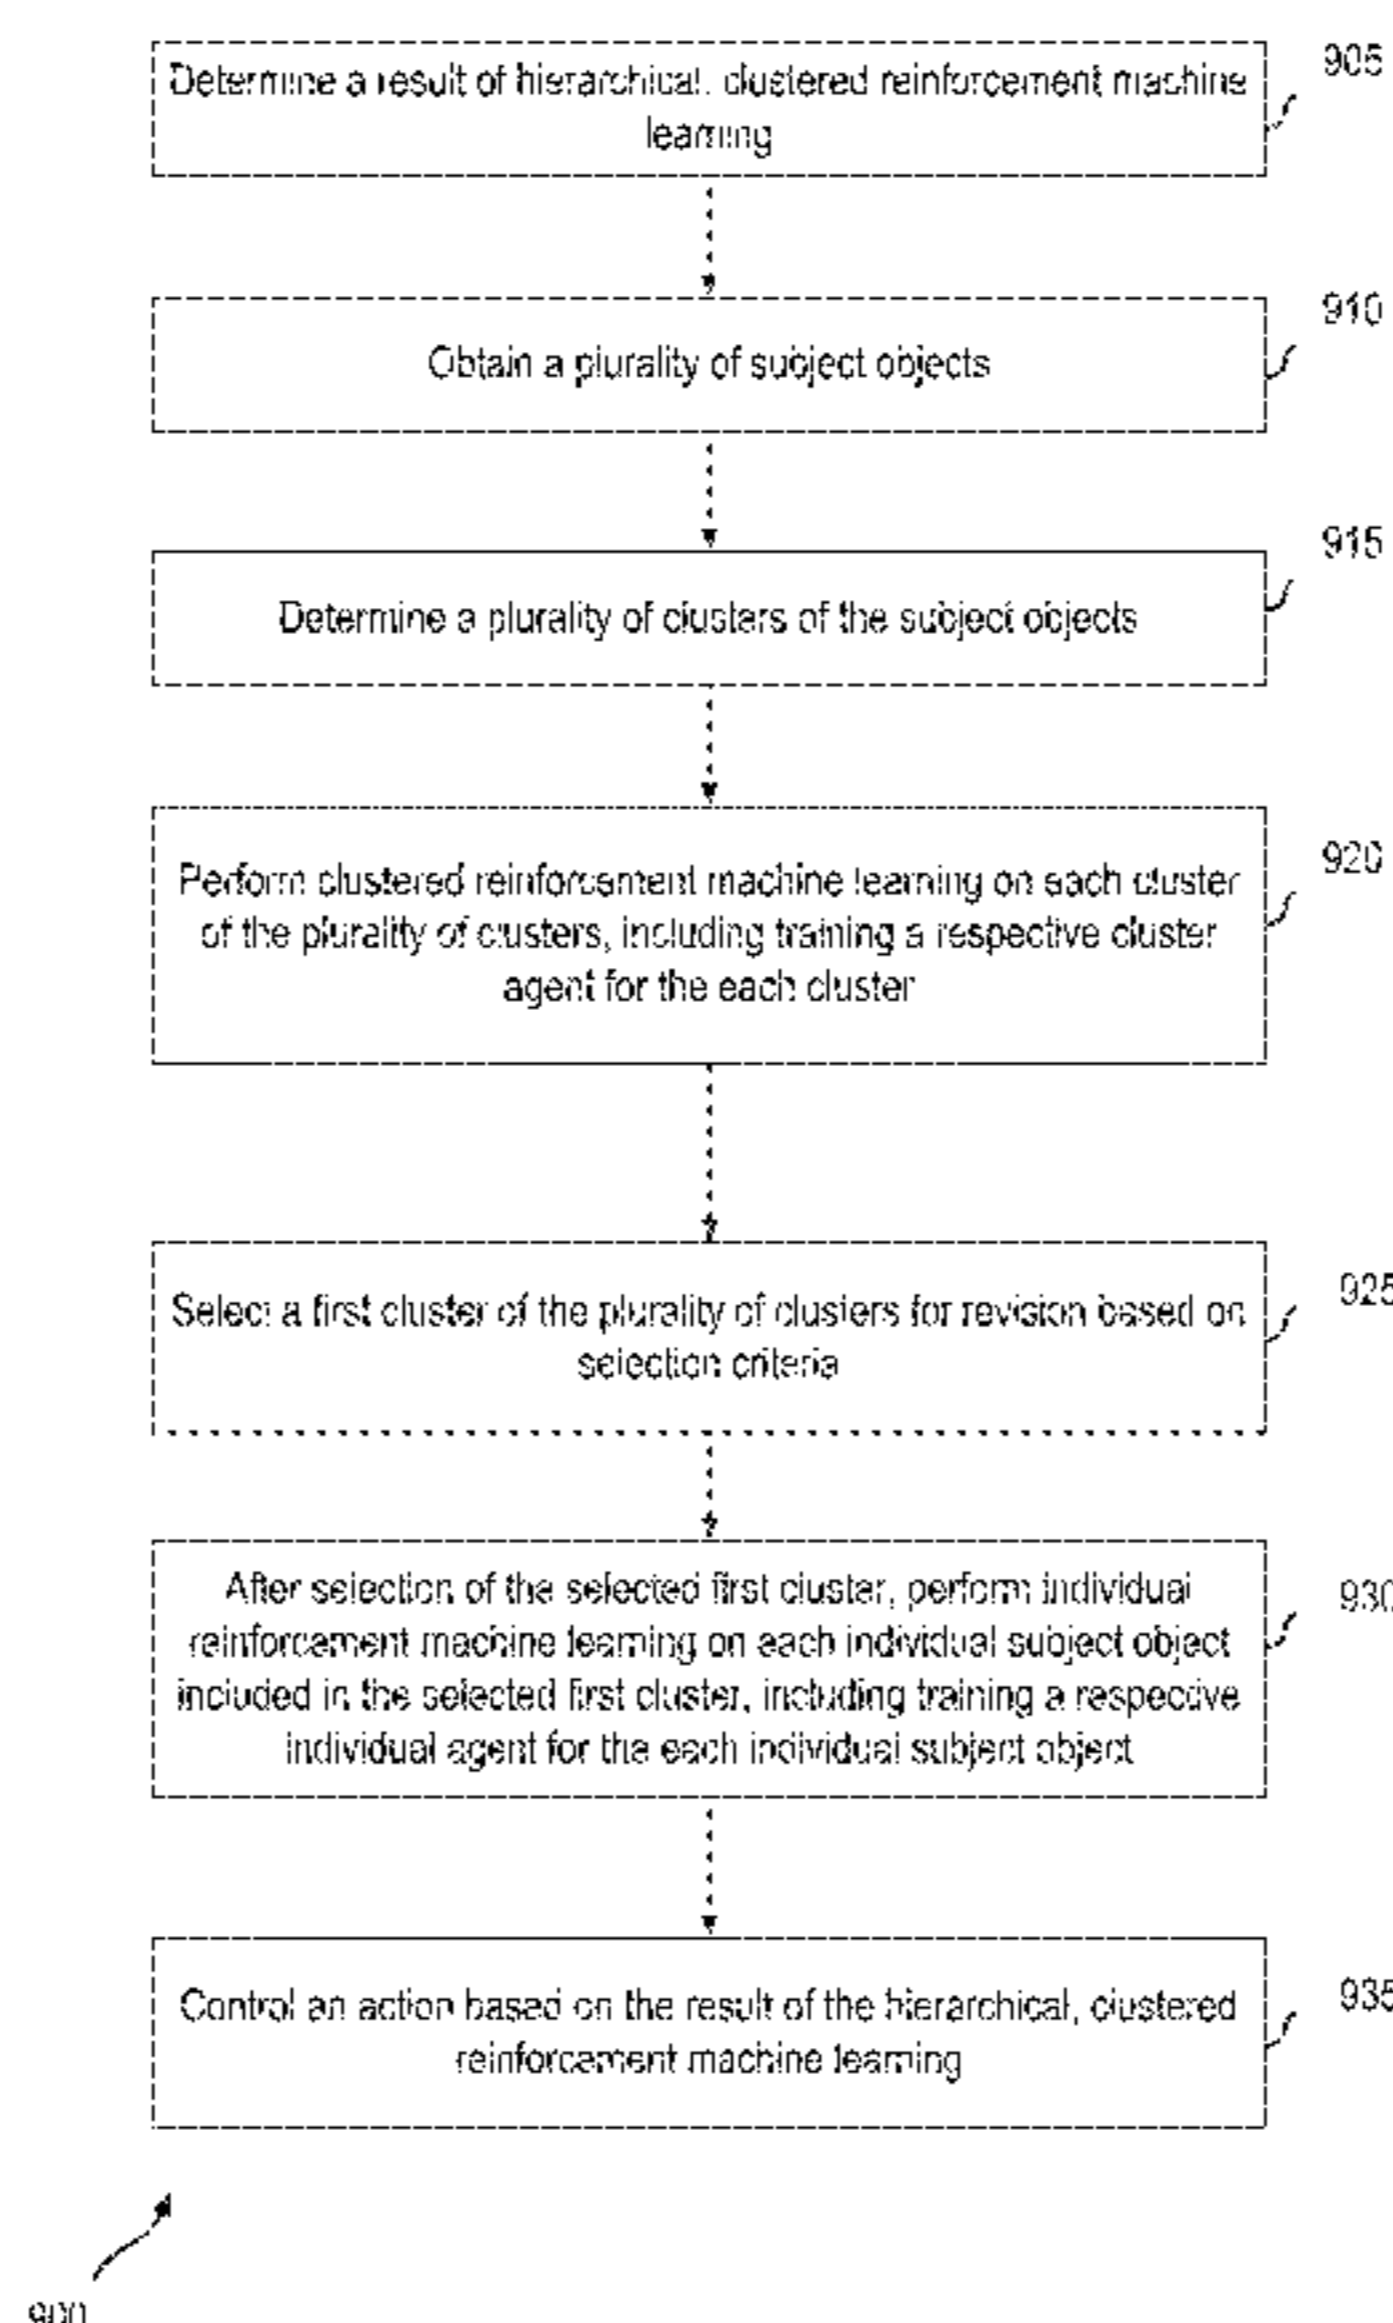 905
Determine a result of hierarchical, clustered reinforcement machine
learning
910
Obtain a plurality of subject objects
915
Determine a plurality of clusters of the subject objects
920
Perform clustered reinforcement machine learning on each cluster
of the plurality of clusters, including training a respective cluster
agent for the each cluster
925
Select a first cluster of the plurality of clusters for revision based on
selection criteria
930
After selection of the selected first cluster, perform individual
reinforcement machine learning on each individual subject object
included in the selected first cluster, including training a respective
individual agent for the each individual subject object
935
Control an action based on the result of the hierarchical, clustered
reinforcement machine learning
900